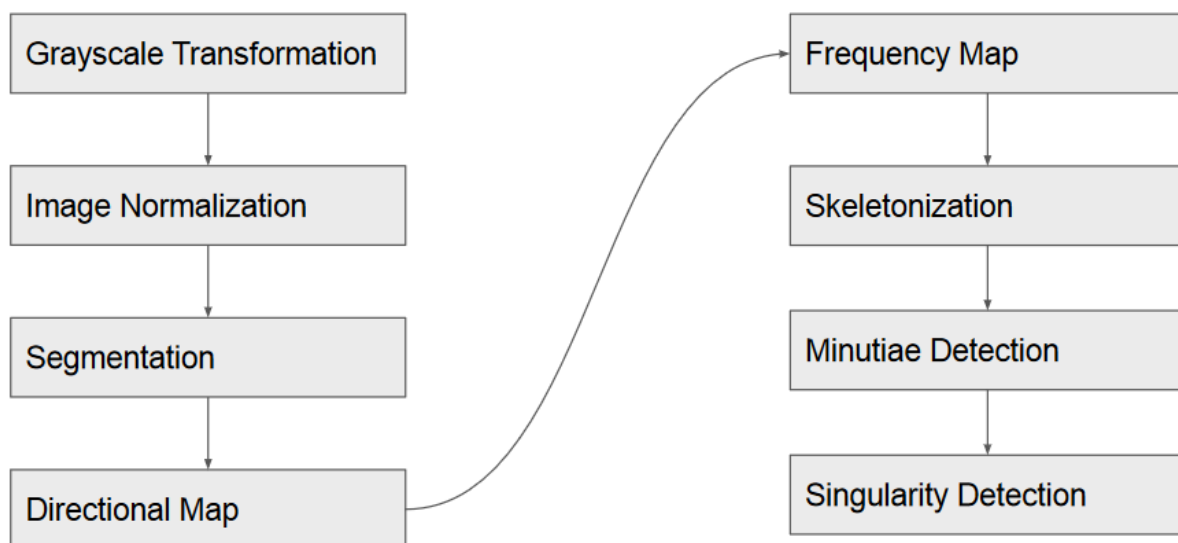 Grayscale Transformation
Image Normalization
Segmentation
Directional Map
Frequency Map
Skeletonization
Minutiae Detection
Singularity Detection